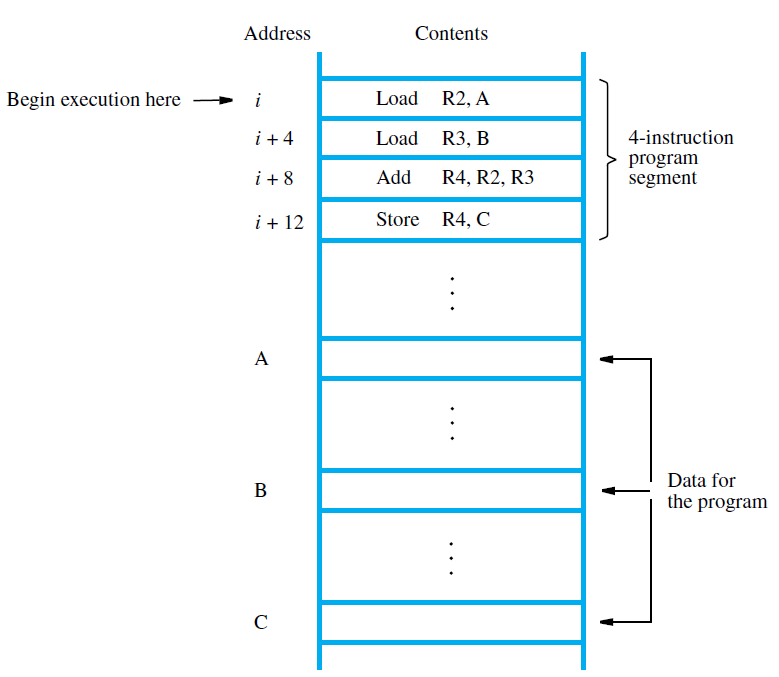 Address Contents
Begin execution here i Load R2, A
i + 4 Load R3, B
i + 8 Add R4, R2, R3
i + 12 Store R4, C
4-instruction
program
segment
A
B
C
Data for
the program